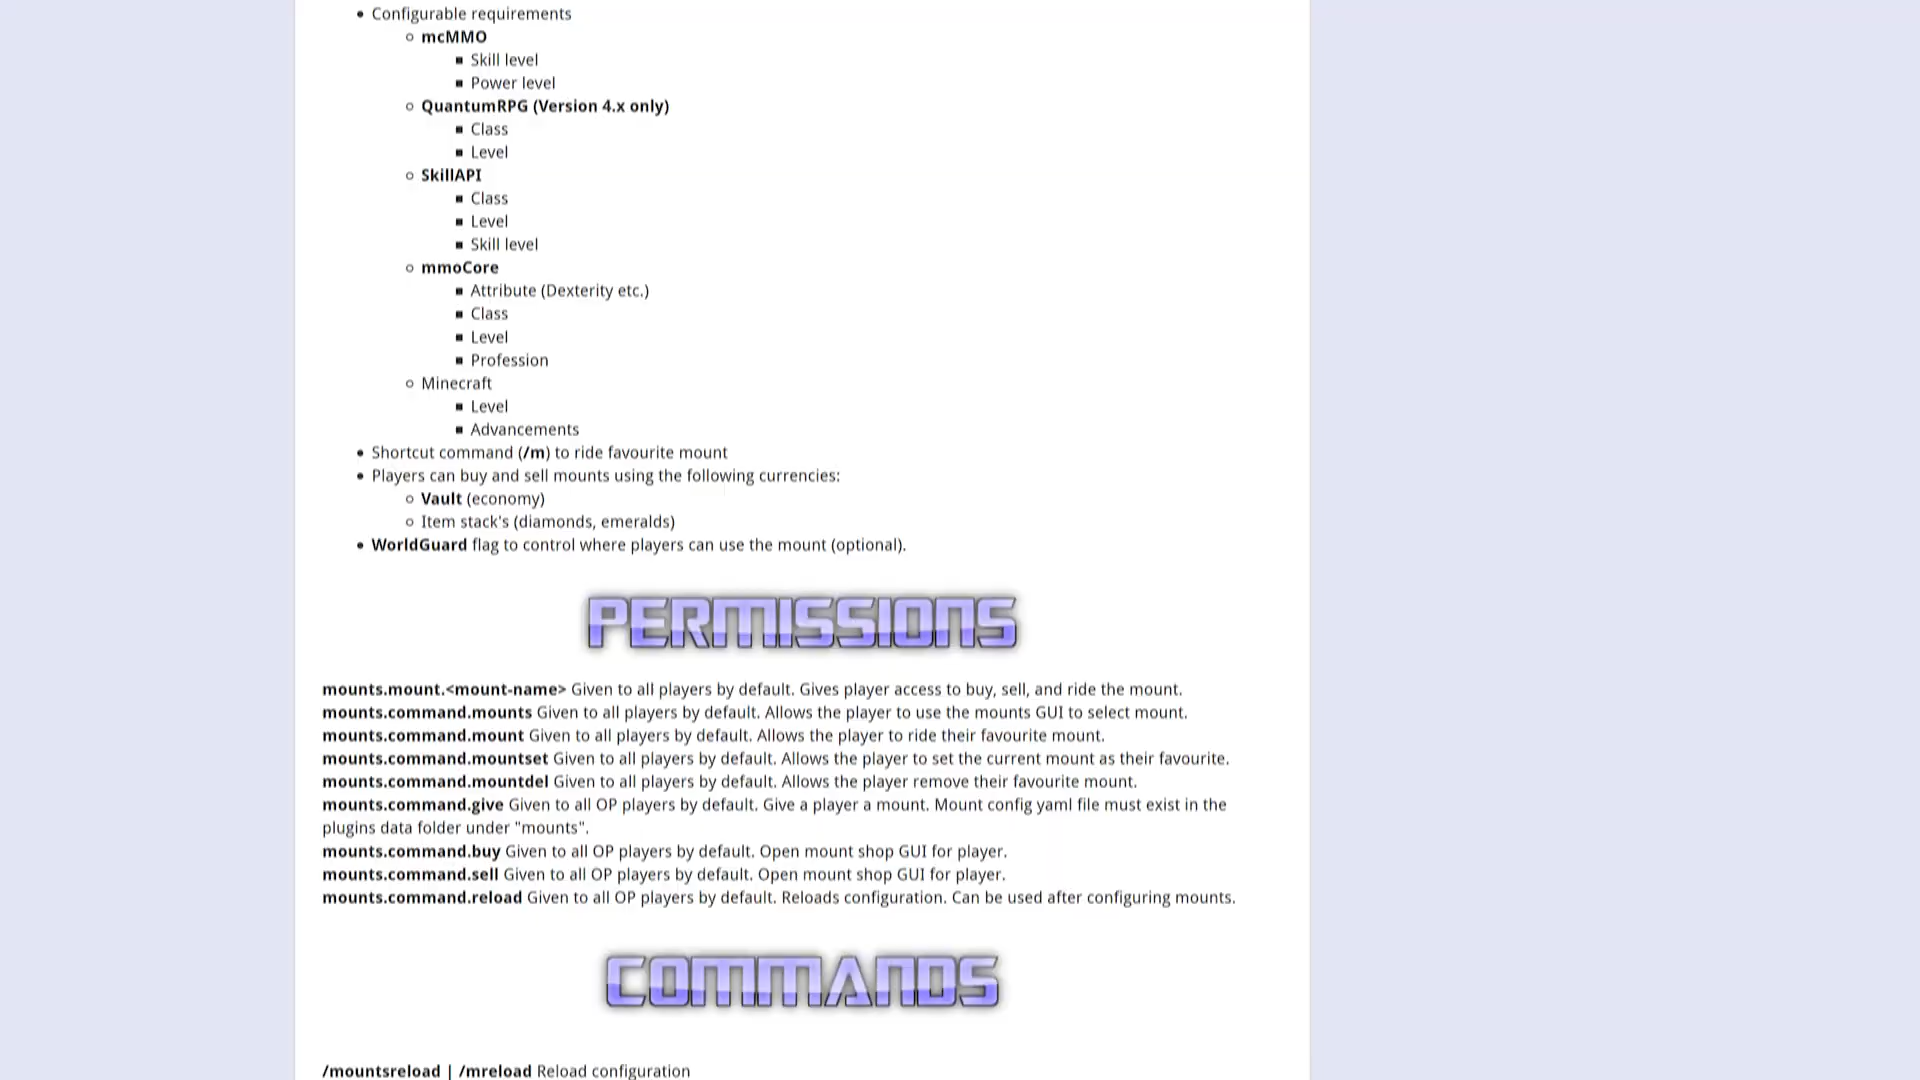 Configurable requirements
mcMMO
Skill level
Power level
QuantumRPG (Version 4.x only)
Class
Level
SkillAPI
Class
Level
Skill level
mmoCore
Attribute (Dexterity etc.)
Class
Level
Profession
Minecraft
Level
Advancements
Shortcut command (/m) to ride favourite mount
Players can buy and sell mounts using the following currencies:
Vault (economy)
Item stack's (diamonds, emeralds)
WorldGuard flag to control where players can use the mount (optional).
PERMISSIONS
mounts.mount.<mount-name> Given to all players by default. Gives player access to buy, sell, and ride the mount.
mounts.command.mounts Given to all players by default. Allows the player to use the mounts GUI to select mount.
mounts.command.mount Given to all players by default. Allows the player to ride their favourite mount.
mounts.command.mountset Given to all players by default. Allows the player to set the current mount as their favourite.
mounts.command.mountdel Given to all players by default. Allows the player remove their favourite mount.
mounts.command.give Given to all OP players by default. Give a player a mount. Mount config yaml file must exist in the
plugins data folder under "mounts".
mounts.command.buy Given to all OP players by default. Open mount shop GUI for player.
mounts.command.sell Given to all OP players by default. Open mount shop GUI for player.
mounts.command.reload Given to all OP players by default. Reloads configuration. Can be used after configuring mounts.
COMMANDS
/mountsreload | /mreload Reload configuration